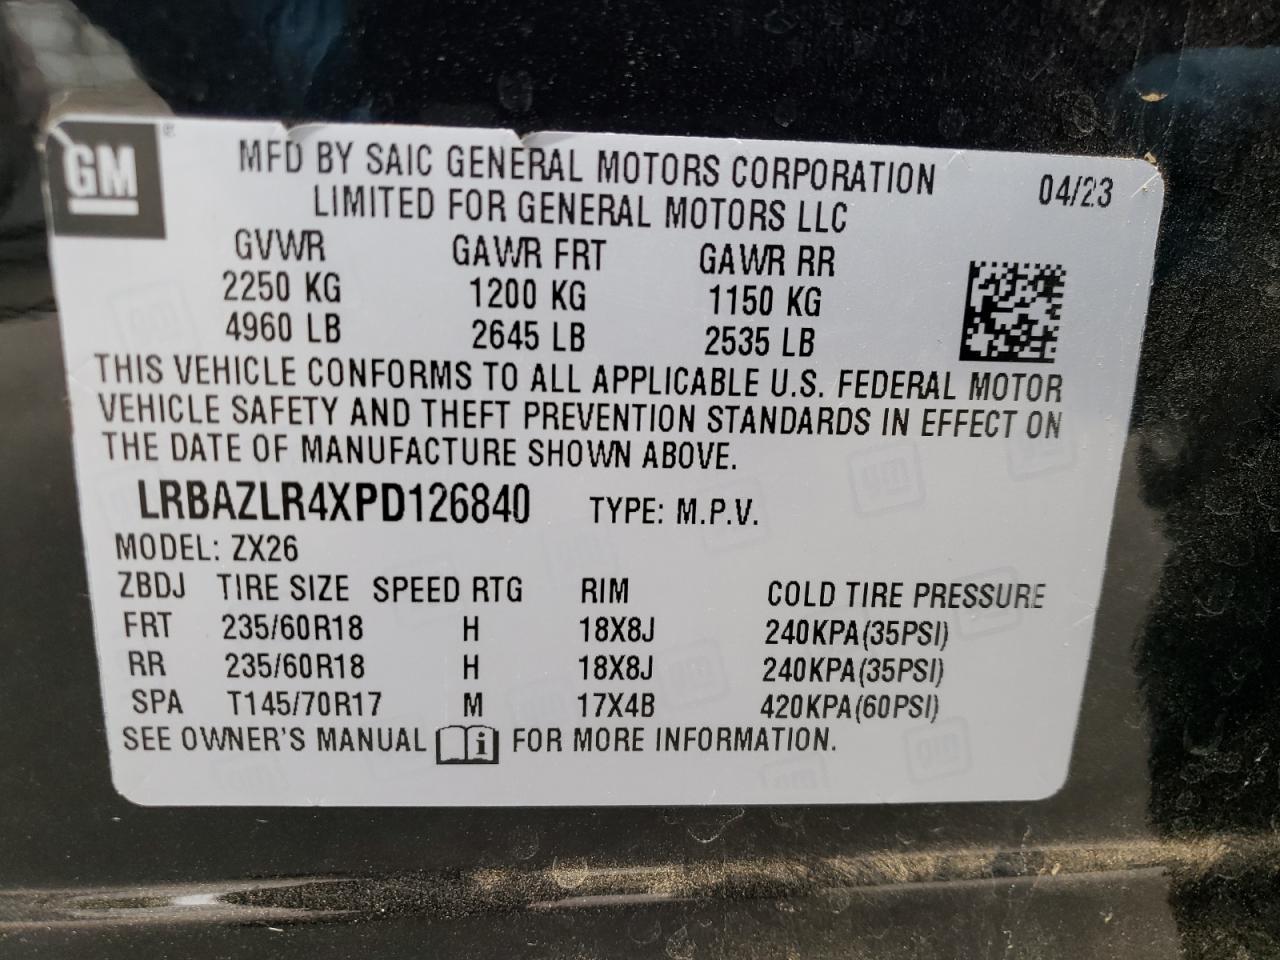 GM ®
MFD BY SAIC GENERAL MOTORS CORPORATION
LIMITED FOR GENERAL MOTORS LLC
04/23
GVWR GAWR FRT GAWR RR
2250 KG 1200 KG 1150 KG
4960 LB 2645 LB 2535 LB
THIS VEHICLE CONFORMS TO ALL APPLICABLE U.S. FEDERAL MOTOR
VEHICLE SAFETY AND THEFT PREVENTION STANDARDS IN EFFECT ON
THE DATE OF MANUFACTURE SHOWN ABOVE.
LRBAZLR4XPD126840 TYPE: M.P.V.
MODEL: ZX26
ZBDJ TIRE SIZE SPEED RTG RIM COLD TIRE PRESSURE
FRT 235/60R18 H 18X8J 240KPA(35PSI)
RR 235/60R18 H 18X8J 240KPA(35PSI)
SPA T145/70R17 M 17X4B 420KPA(60PSI)
SEE OWNER'S MANUAL i FOR MORE INFORMATION.